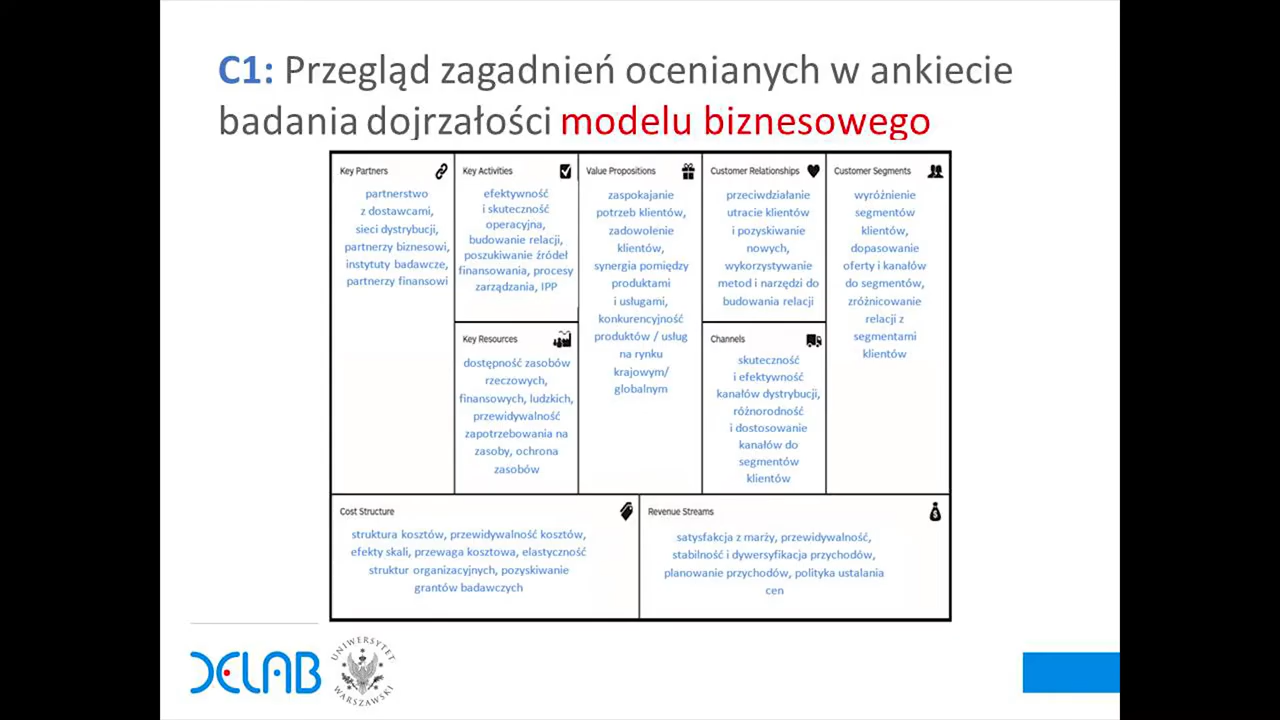 C1: Przegląd zagadnień ocenianych w ankiecie
badania dojrzałości modelu biznesowego
Key Partners
partnerstwo
z dostawcami,
sieci dystrybucji,
partnerzy biznesowi,
instytuty badawcze,
partnerzy finansowi
Key Activities
efektywność
i skuteczność
operacyjna,
budowanie relacji,
poszukiwanie źródeł
finansowania, procesy
zarządzania, IPP
Key Resources
dostępność zasobów
rzeczowych,
finansowych, ludzkich,
przewidywalność
zapotrzebowania na
zasoby, ochrona
zasobów
Value Propositions
zaspokajanie
potrzeb klientów,
zadowolenie
klientów,
synergia pomiędzy
produktami
i usługami,
konkurencyjność
produktów / usług
na rynku
krajowym/
globalnym
Customer Relationships
przeciwdziałanie
utracie klientów
i pozyskiwanie
nowych,
wykorzystywanie
metod i narzędzi do
budowania relacji
Channels
skuteczność
i efektywność
kanałów dystrybucji,
różnorodność
i dostosowanie
kanałów do
segmentów
klientów
Customer Segments
wyróżnienie
segmentów
klientów,
dopasowanie
oferty i kanałów
do segmentów,
zróżnicowanie
relacji z
segmentami
klientów
Cost Structure
struktura kosztów, przewidywalność kosztów,
efekty skali, przewaga kosztowa, elastyczność
struktur organizacyjnych, pozyskiwanie
grantów badawczych
Revenue Streams
satysfakcja z marży, przewidywalność,
stabilność i dywersyfikacja przychodów,
planowanie przychodów, polityka ustalania
cen
DELAB
UNIWERSYTET
WARSZAWSKI